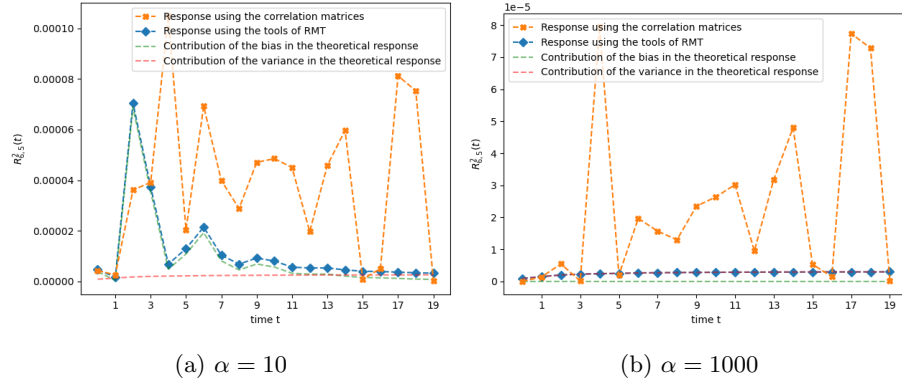 Response using the correlation matrices
Response using the tools of RMT
Contribution of the bias in the theoretical response
Contribution of the variance in the theoretical response
0.00010
0.00008
0.00006
0.00004
0.00002
0.00000
R²₆,₅(t)
1 3 5 7 9 11 13 15 17 19
time t
(a) α = 10
1e−5
Response using the correlation matrices
Response using the tools of RMT
Contribution of the bias in the theoretical response
Contribution of the variance in the theoretical response
8
7
6
5
4
3
2
1
0
R²₆,₅(t)
1 3 5 7 9 11 13 15 17 19
time t
(b) α = 1000